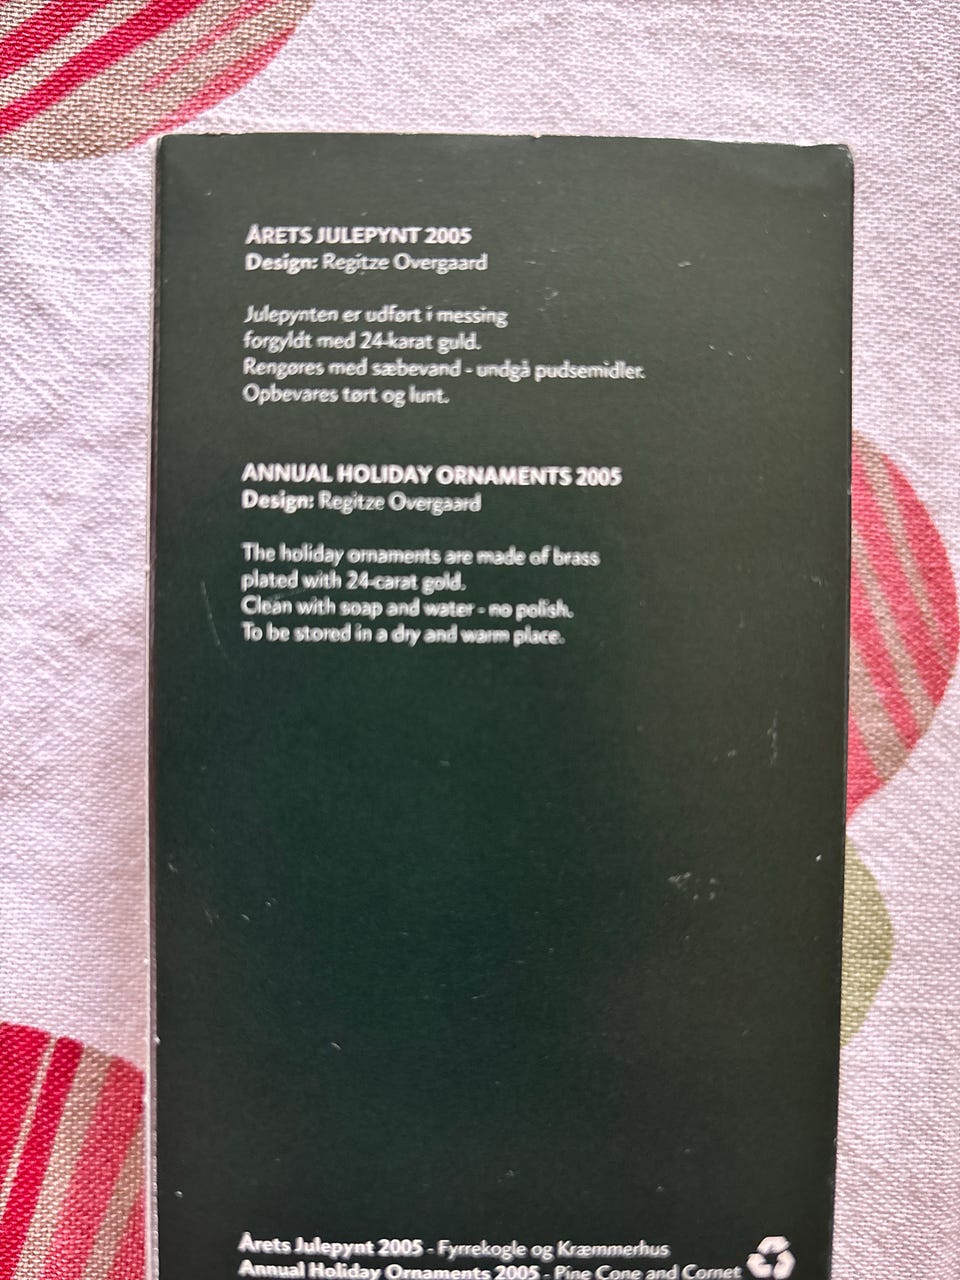 ÅRETS JULEPYNT 2005
Design: Regitze Overgaard
Julepynten er udført i messing
forgyldt med 24-karat guld.
Rengøres med sæbevand - undgå pudsemidler.
Opbevares tørt og lunt.
ANNUAL HOLIDAY ORNAMENTS 2005
Design: Regitze Overgaard
The holiday ornaments are made of brass
plated with 24-carat gold.
Clean with soap and water - no polish.
To be stored in a dry and warm place.
Årets Julepynt 2005 - Fyrrekogle og Kræmmerhus
Annual Holiday Ornaments 2005 - Pine Cone and Cornet